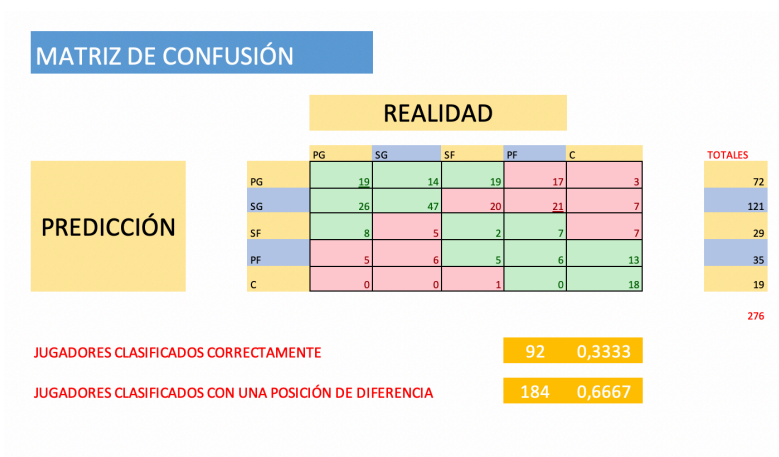 MATRIZ DE CONFUSIÓN
REALIDAD
PG SG SF PF C TOTALES
PG 19 14 19 17 3 72
SG 26 47 20 21 7 121
PREDICCIÓN
SF 8 5 2 7 7 29
PF 5 6 5 6 13 35
C 0 0 1 0 18 19
276
JUGADORES CLASIFICADOS CORRECTAMENTE 92 0,3333
JUGADORES CLASIFICADOS CON UNA POSICIÓN DE DIFERENCIA 184 0,6667